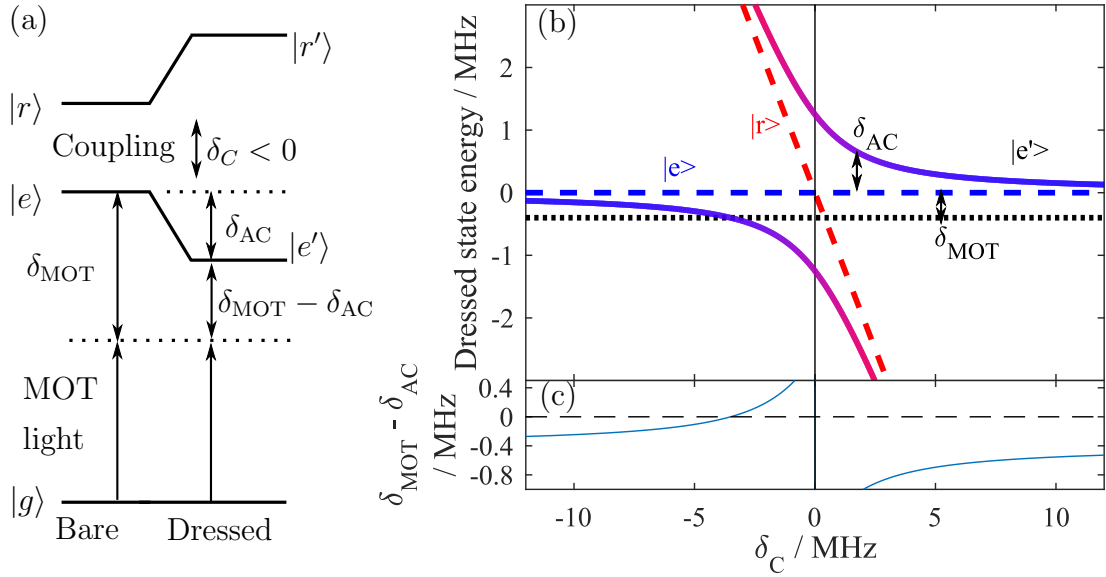 (a)
|r'⟩
|r⟩
Coupling
δ_C < 0
|e⟩
δ_AC
|e'⟩
δ_MOT
δ_MOT − δ_AC
MOT
light
|g⟩
Bare
Dressed
(b)
Dressed state energy / MHz
2
1
0
-1
-2
|r>
δ_AC
|e'>
|e>
δ_MOT
(c)
δ_MOT - δ_AC
/ MHz
0.4
0
-0.4
-0.8
-10
-5
0
5
10
δ_C / MHz